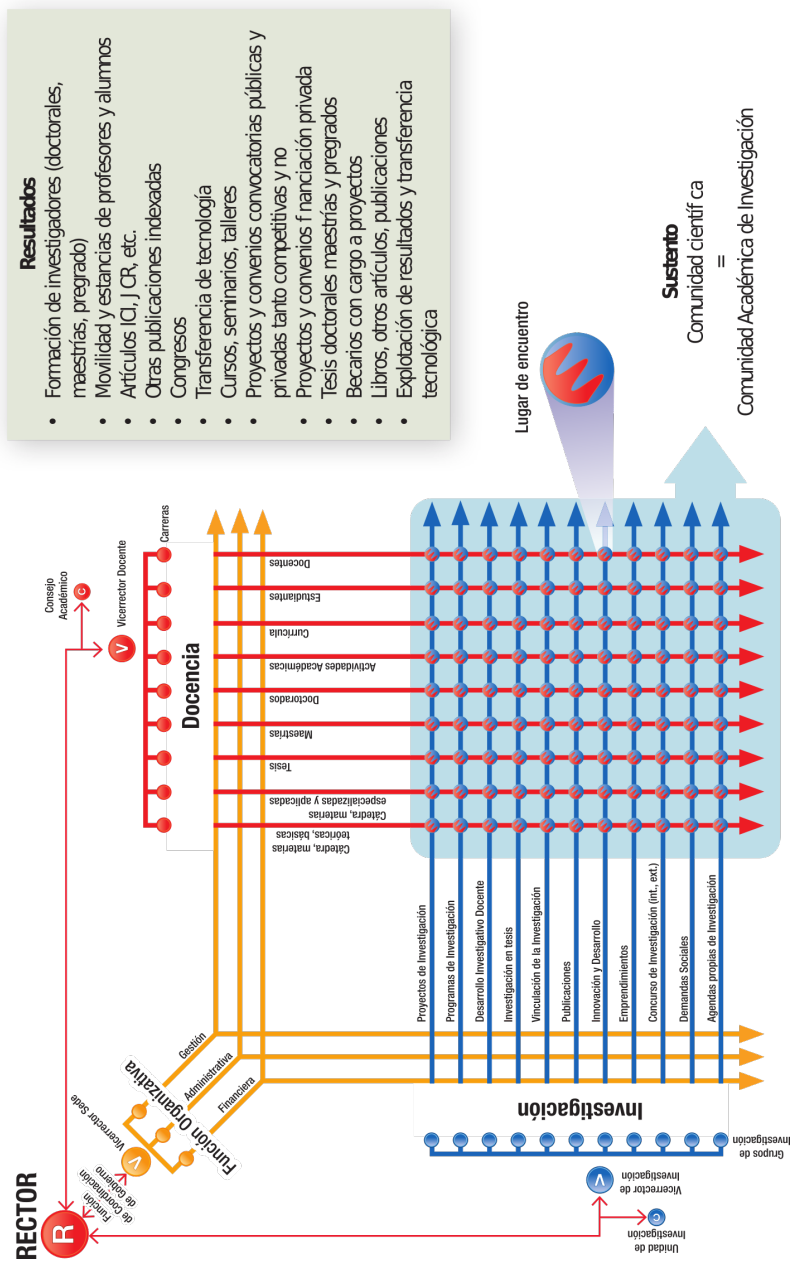 RECTOR
R
Función
de Coordinación
de Gobierno
V
Vicerrector Sede
Función Organizativa
Gestión
Administrativa
Financiera
Consejo
Académico
C
V
Vicerrector Docente
Carreras
Docencia
Cátedra, materias
teóricas, básicas,
Cátedra, materias
especializadas y aplicadas
Tesis
Maestrías
Doctorados
Actividades Académicas
Currícula
Estudiantes
Docentes
Unidad de
Investigación
C
V
Vicerrector de
Investigación
Grupos de
Investigación
Investigación
Proyectos de Investigación
Programas de Investigación
Desarrollo Investigativo Docente
Investigación en tesis
Vinculación de la Investigación
Publicaciones
Innovación y Desarrollo
Emprendimientos
Concurso de Investigación (int., ext.)
Demandas Sociales
Agendas propias de Investigación
Lugar de encuentro
Resultados
• Formación de investigadores (doctorales,
maestrías, pregrado)
• Movilidad y estancias de profesores y alumnos
• Artículos ICI, J CR, etc.
• Otras publicaciones indexadas
• Congresos
• Transferencia de tecnología
• Cursos, seminarios, talleres
• Proyectos y convenios convocatorias públicas y
privadas tanto competitivas y no
• Proyectos y convenios f nanciación privada
• Tesis doctorales maestrías y pregrados
• Becarios con cargo a proyectos
• Libros, otros artículos, publicaciones
• Explotación de resultados y transferencia
tecnológica
Sustento
Comunidad científ ca
=
Comunidad Académica de Investigación